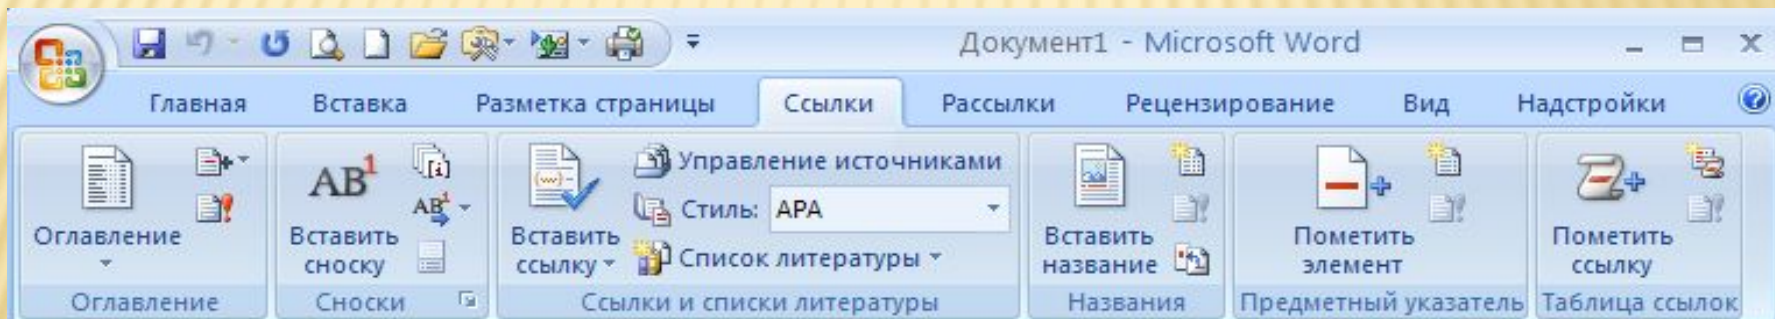 Документ1 - Microsoft Word
Главная Вставка Разметка страницы Ссылки Рассылки Рецензирование Вид Надстройки
Оглавление
AB1
Вставить
сноску
Вставить
ссылку
Управление источниками
Стиль: APA
Список литературы
Вставить
название
Пометить
элемент
Пометить
ссылку
Оглавление Сноски Ссылки и списки литературы Названия Предметный указатель Таблица ссылок